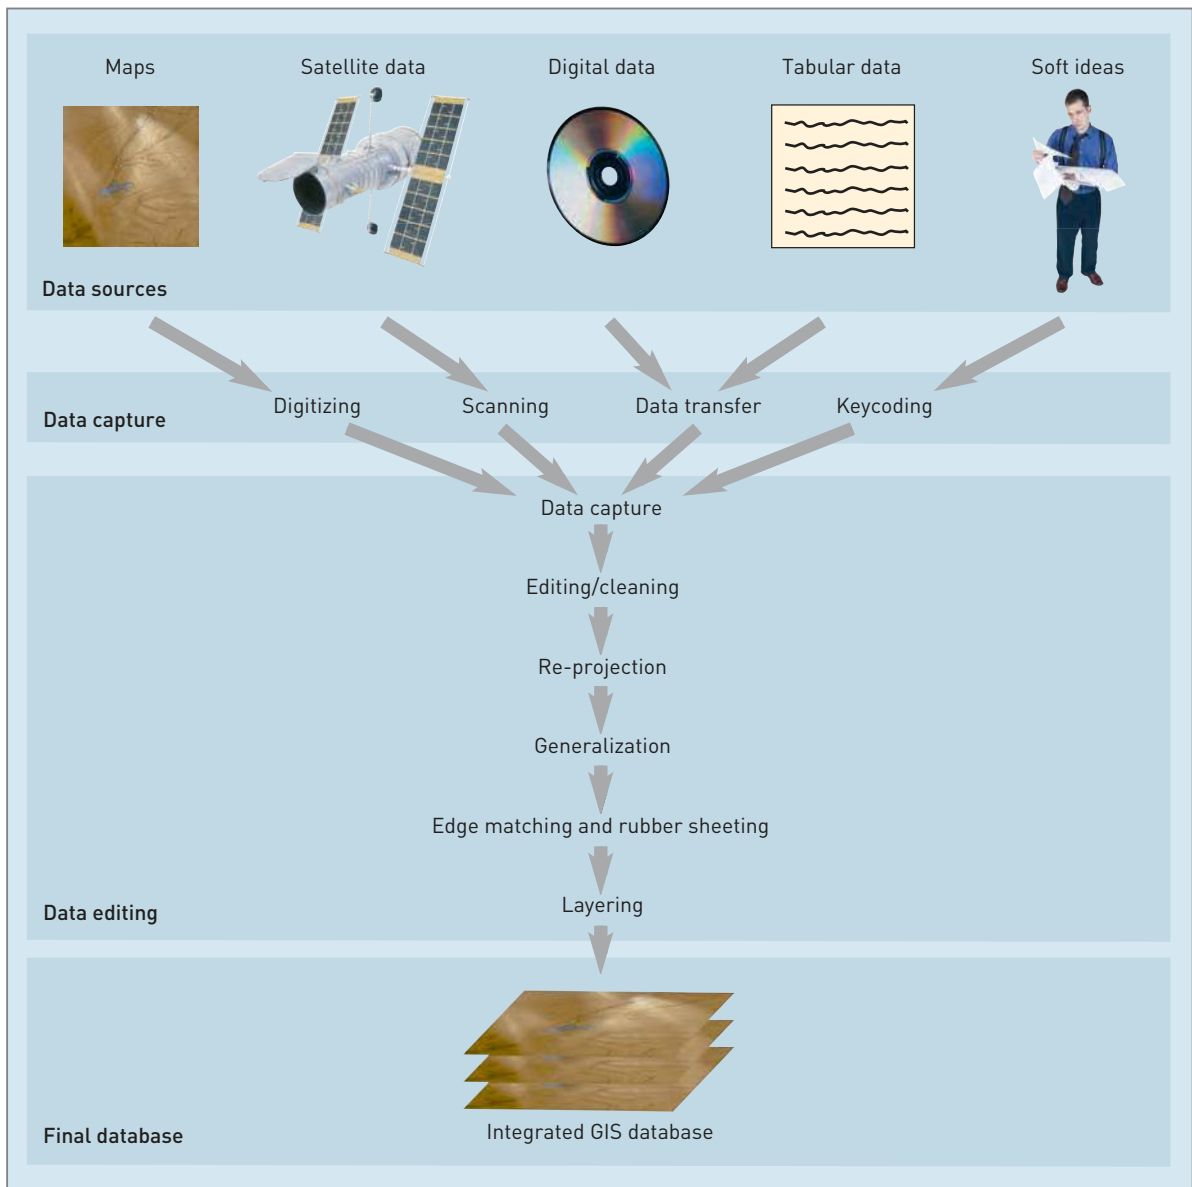 Maps
Satellite data
Digital data
Tabular data
Soft ideas
Data sources
Digitizing
Scanning
Data transfer
Keycoding
Data capture
Data capture
Editing/cleaning
Re-projection
Generalization
Edge matching and rubber sheeting
Layering
Data editing
Integrated GIS database
Final database